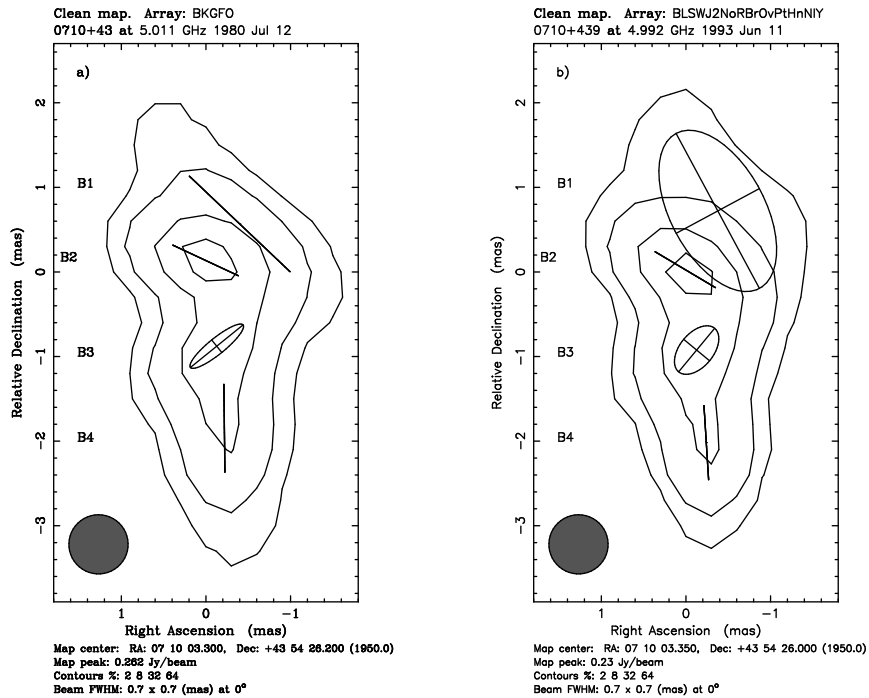 Clean map. Array: BKGFO
0710+43 at 5.011 GHz 1980 Jul 12
a)
B1
B2
B3
B4
2
1
0
-1
-2
-3
Relative Declination (mas)
1
0
-1
Right Ascension (mas)
Map center: RA: 07 10 03.300, Dec: +43 54 26.200 (1950.0)
Map peak: 0.262 Jy/beam
Contours %: 2 8 32 64
Beam FWHM: 0.7 x 0.7 (mas) at 0°
Clean map. Array: BLSWJ2NoRBrOvPtHnNlY
0710+439 at 4.992 GHz 1993 Jun 11
b)
B1
B2
B3
B4
2
1
0
-1
-2
-3
Relative Declination (mas)
1
0
-1
Right Ascension (mas)
Map center: RA: 07 10 03.350, Dec: +43 54 26.000 (1950.0)
Map peak: 0.23 Jy/beam
Contours %: 2 8 32 64
Beam FWHM: 0.7 x 0.7 (mas) at 0°